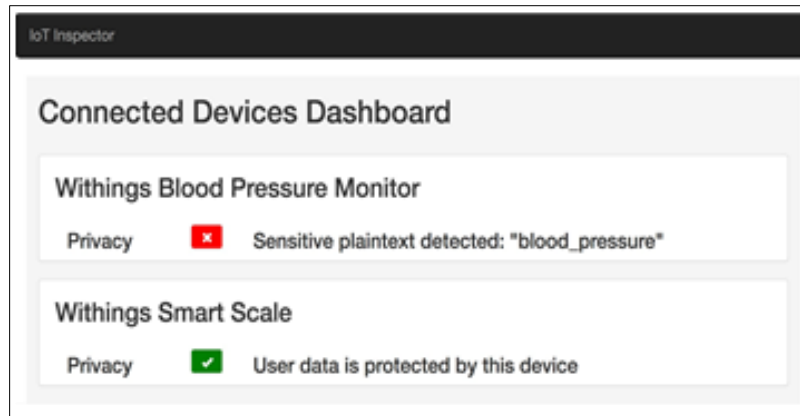 IoT Inspector
Connected Devices Dashboard
Withings Blood Pressure Monitor
Privacy Sensitive plaintext detected: "blood_pressure"
Withings Smart Scale
Privacy User data is protected by this device